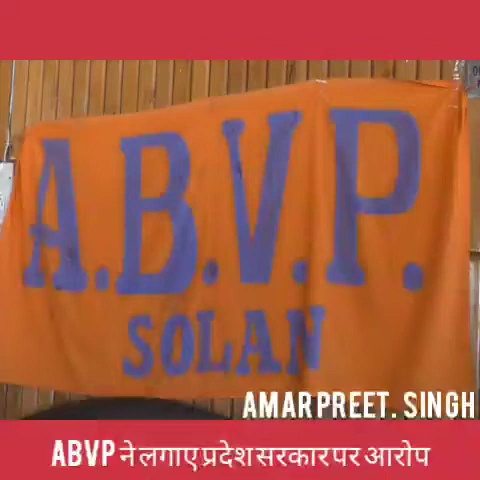 A.B.V.P.
SOLAN
AMARPREET. SINGH
ABVP ने लगाए प्रदेश सरकार पर आरोप